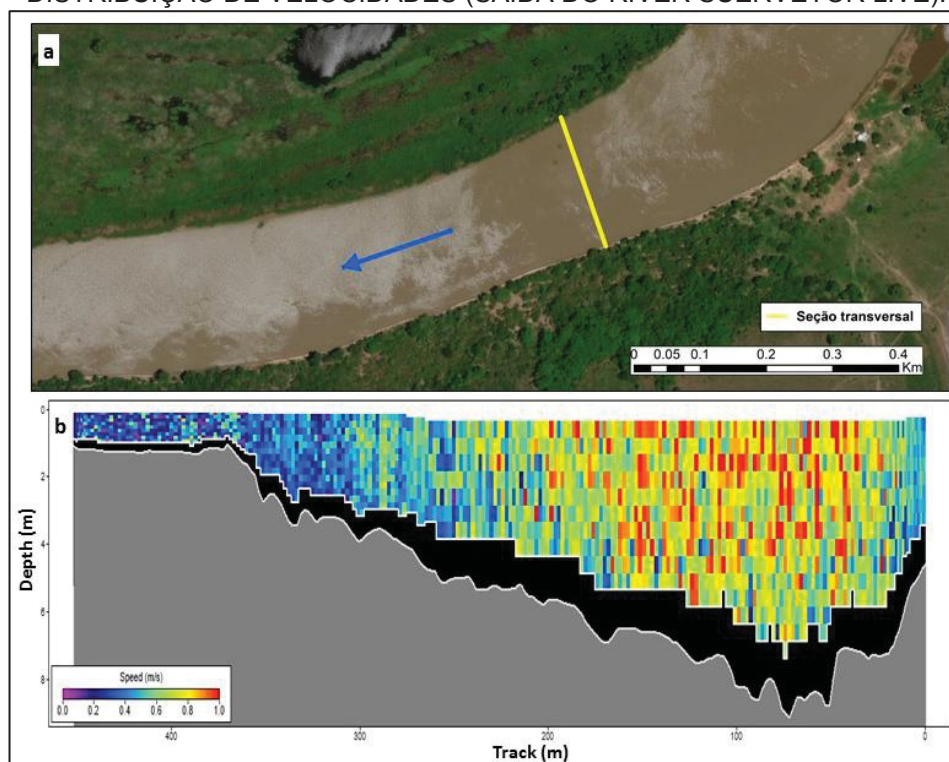 DISTRIBUIÇÃO DE VELOCIDADES (SAÍDA DO RIVER SUERVEYOR LIVE).
a
Seção transversal
0 0.05 0.1 0.2 0.3 0.4
Km
b
0
2
4
6
8
Depth (m)
Speed (m/s)
0.0 0.2 0.4 0.6 0.8 1.0
400 300 200 100 0
Track (m)